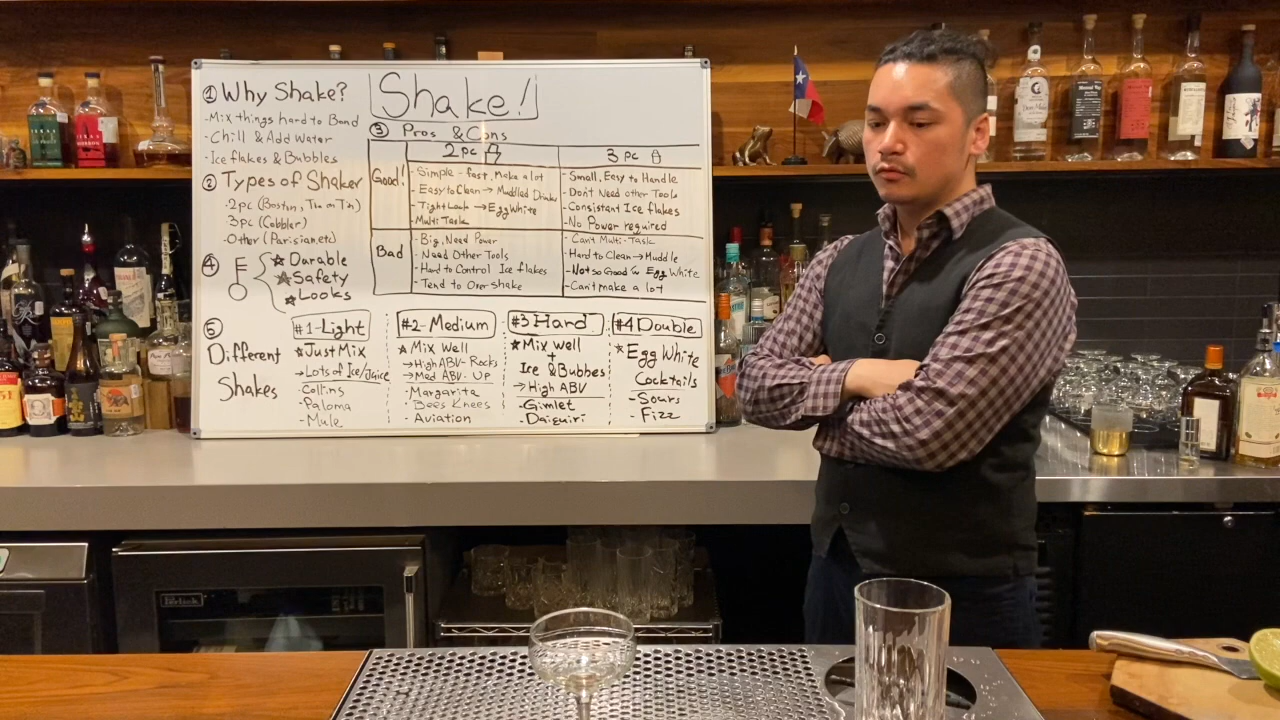 Shake!
① Why Shake?
-Mix things hard to Band
-Chill & Add Water
-Ice flakes & Bubbles
② Types of Shaker
-2pc (Boston, Tin on Tin)
-3pc (Cobbler)
-Other (Parisian, etc)
③ Pros & Cons
2pc
3 pc
Good!
-Simple - fast, Make a lot
-Easy to Clean → Muddled Drinks
-Tight Lock → Egg White
-Multi Task
-Small, Easy to Handle
-Don't Need other Tools
-Consistant Ice flakes
-No Power required
Bad
-Big, Need Power
-Need Other Tools
-Hard to Control Ice flakes
-Tend to Over shake
-Can't Multi-Task
-Hard to Clean → Muddle
-Not so Good w Egg White
-Can't make a lot
④
★ Darable
★ Safety
★ Looks
⑤ Different
Shakes
#1-Light
★ Just Mix
→ Lots of Ice/Juice
-Collins
-Paloma
-Mule
#2-Medium
★ Mix Well
→ High ABV-Rocks
→ Med ABV-Up
-Margarita
-Bees Knees
-Aviation
#3 Hard
★ Mix well
+
Ice & Bubbes
→ High ABV
-Gimlet
-Daiquiri
#4 Double
★ Egg White
Cocktails
-Sours
-Fizz